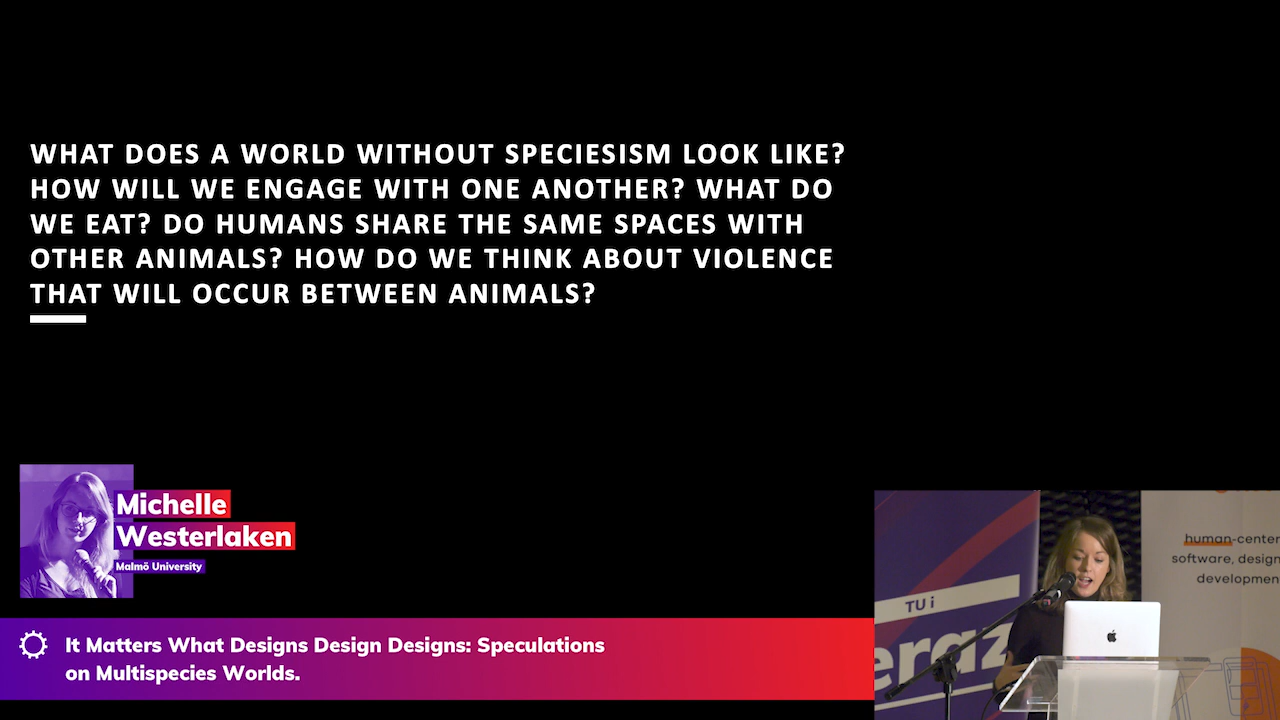 WHAT DOES A WORLD WITHOUT SPECIESISM LOOK LIKE?
HOW WILL WE ENGAGE WITH ONE ANOTHER? WHAT DO
WE EAT? DO HUMANS SHARE THE SAME SPACES WITH
OTHER ANIMALS? HOW DO WE THINK ABOUT VIOLENCE
THAT WILL OCCUR BETWEEN ANIMALS?
Michelle
Westerlaken
Malmö University
It Matters What Designs Design Designs: Speculations
on Multispecies Worlds.
TU i
eraz
human-center
software, design
developmen